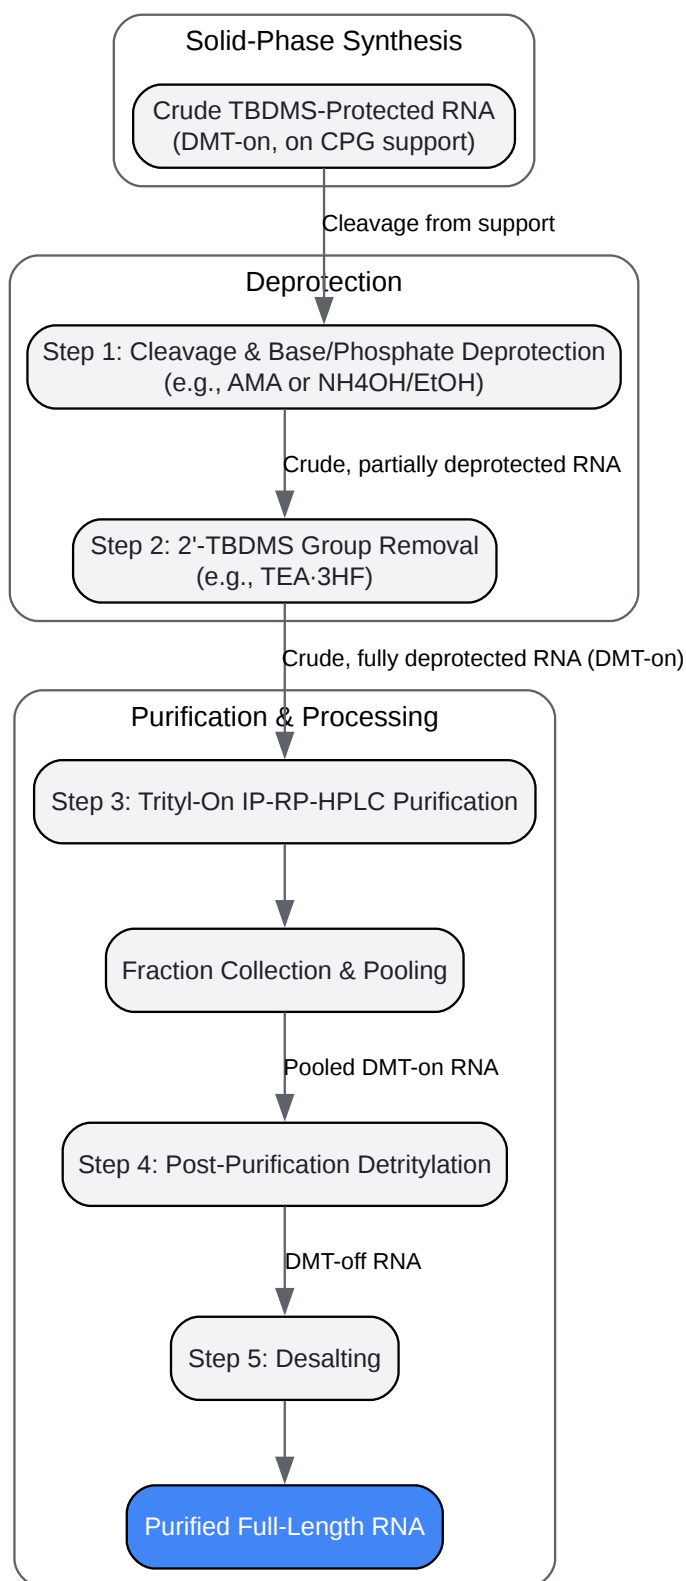 Solid-Phase Synthesis
Crude TBDMS-Protected RNA
(DMT-on, on CPG support)
Cleavage from support
Deprotection
Step 1: Cleavage & Base/Phosphate Deprotection
(e.g., AMA or NH4OH/EtOH)
Crude, partially deprotected RNA
Step 2: 2'-TBDMS Group Removal
(e.g., TEA·3HF)
Crude, fully deprotected RNA (DMT-on)
Purification & Processing
Step 3: Trityl-On IP-RP-HPLC Purification
Fraction Collection & Pooling
Pooled DMT-on RNA
Step 4: Post-Purification Detritylation
DMT-off RNA
Step 5: Desalting
Purified Full-Length RNA